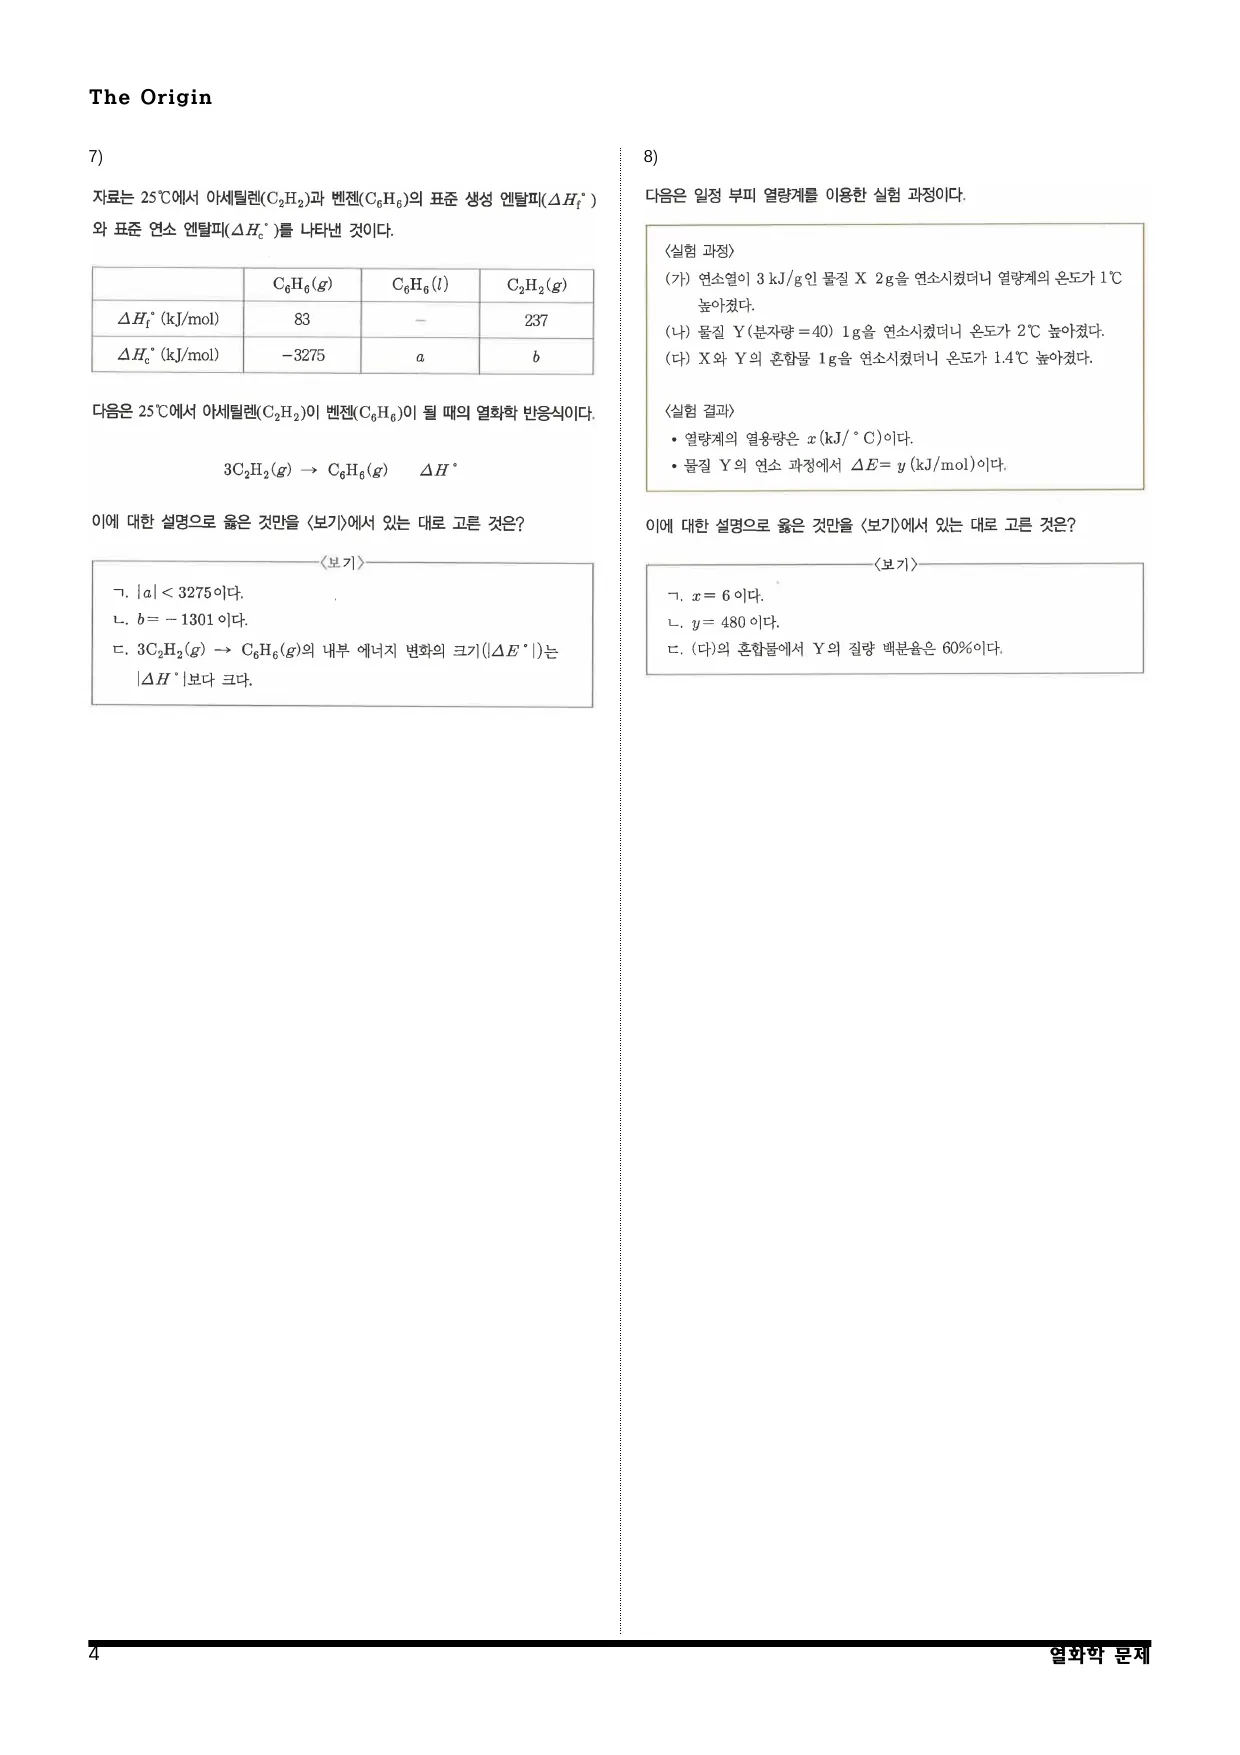 The Origin
7)
자료는 25℃에서 아세틸렌(C₂H₂)과 벤젠(C₆H₆)의 표준 생성 엔탈피(ΔH_f°)
와 표준 연소 엔탈피(ΔH_c°)를 나타낸 것이다.
C₆H₆(g) C₆H₆(l) C₂H₂(g)
ΔH_f°(kJ/mol) 83 − 237
ΔH_c°(kJ/mol) −3275 a b
다음은 25℃에서 아세틸렌(C₂H₂)이 벤젠(C₆H₆)이 될 때의 열화학 반응식이다.
3C₂H₂(g) → C₆H₆(g) ΔH°
이에 대한 설명으로 옳은 것만을 〈보기〉에서 있는 대로 고른 것은?
〈보기〉
ㄱ. |a| < 3275이다.
ㄴ. b = −1301이다.
ㄷ. 3C₂H₂(g) → C₆H₆(g)의 내부 에너지 변화의 크기(|ΔE°|)는
|ΔH°|보다 크다.
8)
다음은 일정 부피 열량계를 이용한 실험 과정이다.
〈실험 과정〉
(가) 연소열이 3 kJ/g인 물질 X 2g을 연소시켰더니 열량계의 온도가 1℃
높아졌다.
(나) 물질 Y(분자량=40) 1g을 연소시켰더니 온도가 2℃ 높아졌다.
(다) X와 Y의 혼합물 1g을 연소시켰더니 온도가 1.4℃ 높아졌다.
〈실험 결과〉
• 열량계의 열용량은 x(kJ/°C)이다.
• 물질 Y의 연소 과정에서 ΔE= y(kJ/mol)이다.
이에 대한 설명으로 옳은 것만을 〈보기〉에서 있는 대로 고른 것은?
〈보기〉
ㄱ. x = 6이다.
ㄴ. y = 480이다.
ㄷ. (다)의 혼합물에서 Y의 질량 백분율은 60%이다.
4
열화학 문제